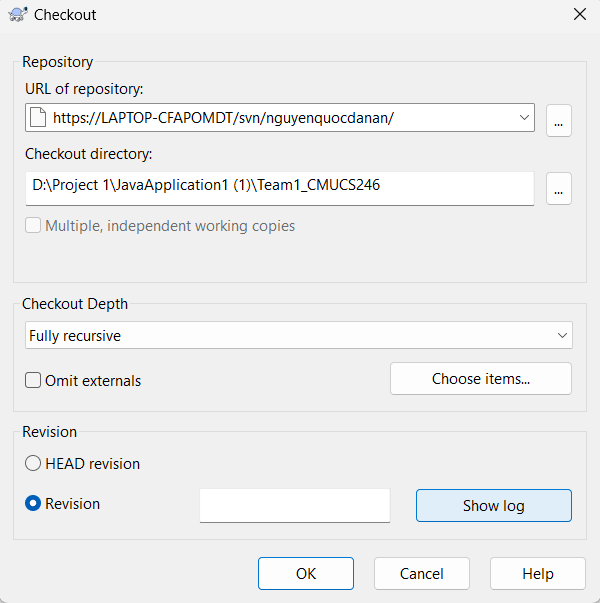 Checkout
Repository
URL of repository:
https://LAPTOP-CFAPOMDT/svn/nguyenquocdanan/
...
Checkout directory:
D:\Project 1\JavaApplication1 (1)\Team1_CMUCS246
...
Multiple, independent working copies
Checkout Depth
Fully recursive
Omit externals
Choose items...
Revision
HEAD revision
Revision
Show log
OK
Cancel
Help